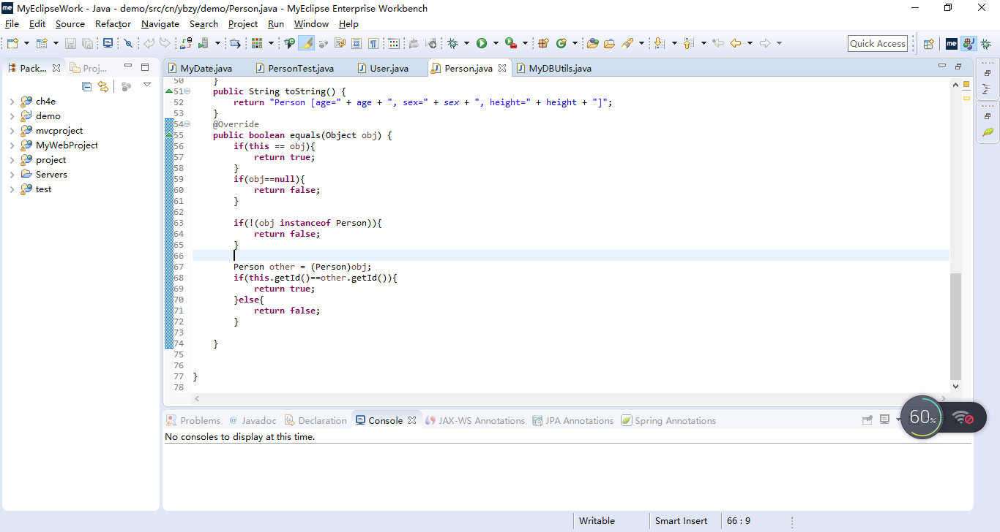 MyEclipseWork - Java - demo/src/cn/ybzy/demo/Person.java - MyEclipse Enterprise Workbench
File Edit Source Refactor Navigate Search Project Run Window Help
Quick Access
Pack... Proj...
ch4e
demo
mvcproject
MyWebProject
project
Servers
test
MyDate.java PersonTest.java User.java Person.java MyDBUtils.java
50 }
51 public String toString() {
52 return "Person [age=" + age + ", sex=" + sex + ", height=" + height + "]";
53 }
54 @Override
55 public boolean equals(Object obj) {
56 if(this == obj){
57 return true;
58 }
59 if(obj==null){
60 return false;
61 }
62
63 if(!(obj instanceof Person)){
64 return false;
65 }
66
67 Person other = (Person)obj;
68 if(this.getId()==other.getId()){
69 return true;
70 }else{
71 return false;
72 }
73
74 }
75
76
77 }
78
Problems @ Javadoc Declaration Console JAX-WS Annotations JPA Annotations Spring Annotations
No consoles to display at this time.
60%
Writable Smart Insert 66 : 9